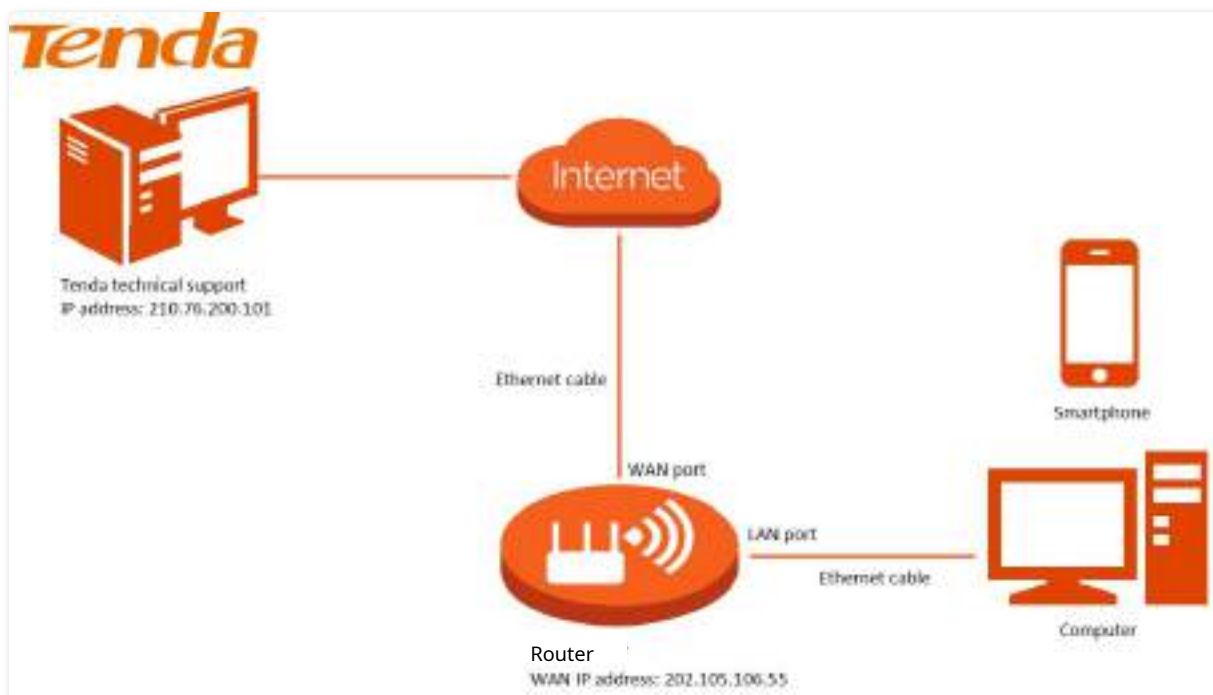 Tenda
Internet
Tenda technical support
IP address: 210.76.200.101
Ethernet cable
Smartphone
WAN port
LAN port
Ethernet cable
Computer
Router
WAN IP address: 202.105.106.55